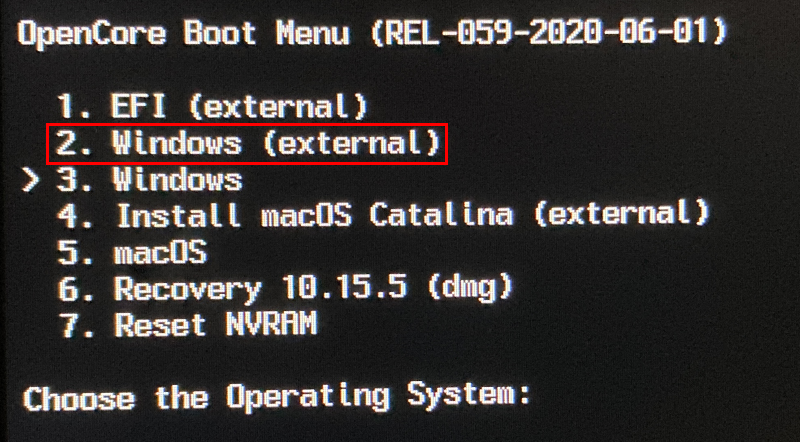 OpenCore Boot Menu (REL-059-2020-06-01)
1. EFI (external)
2. Windows (external)
> 3. Windows
4. Install macOS Catalina (external)
5. macOS
6. Recovery 10.15.5 (dmg)
7. Reset NVRAM
Choose the Operating System: